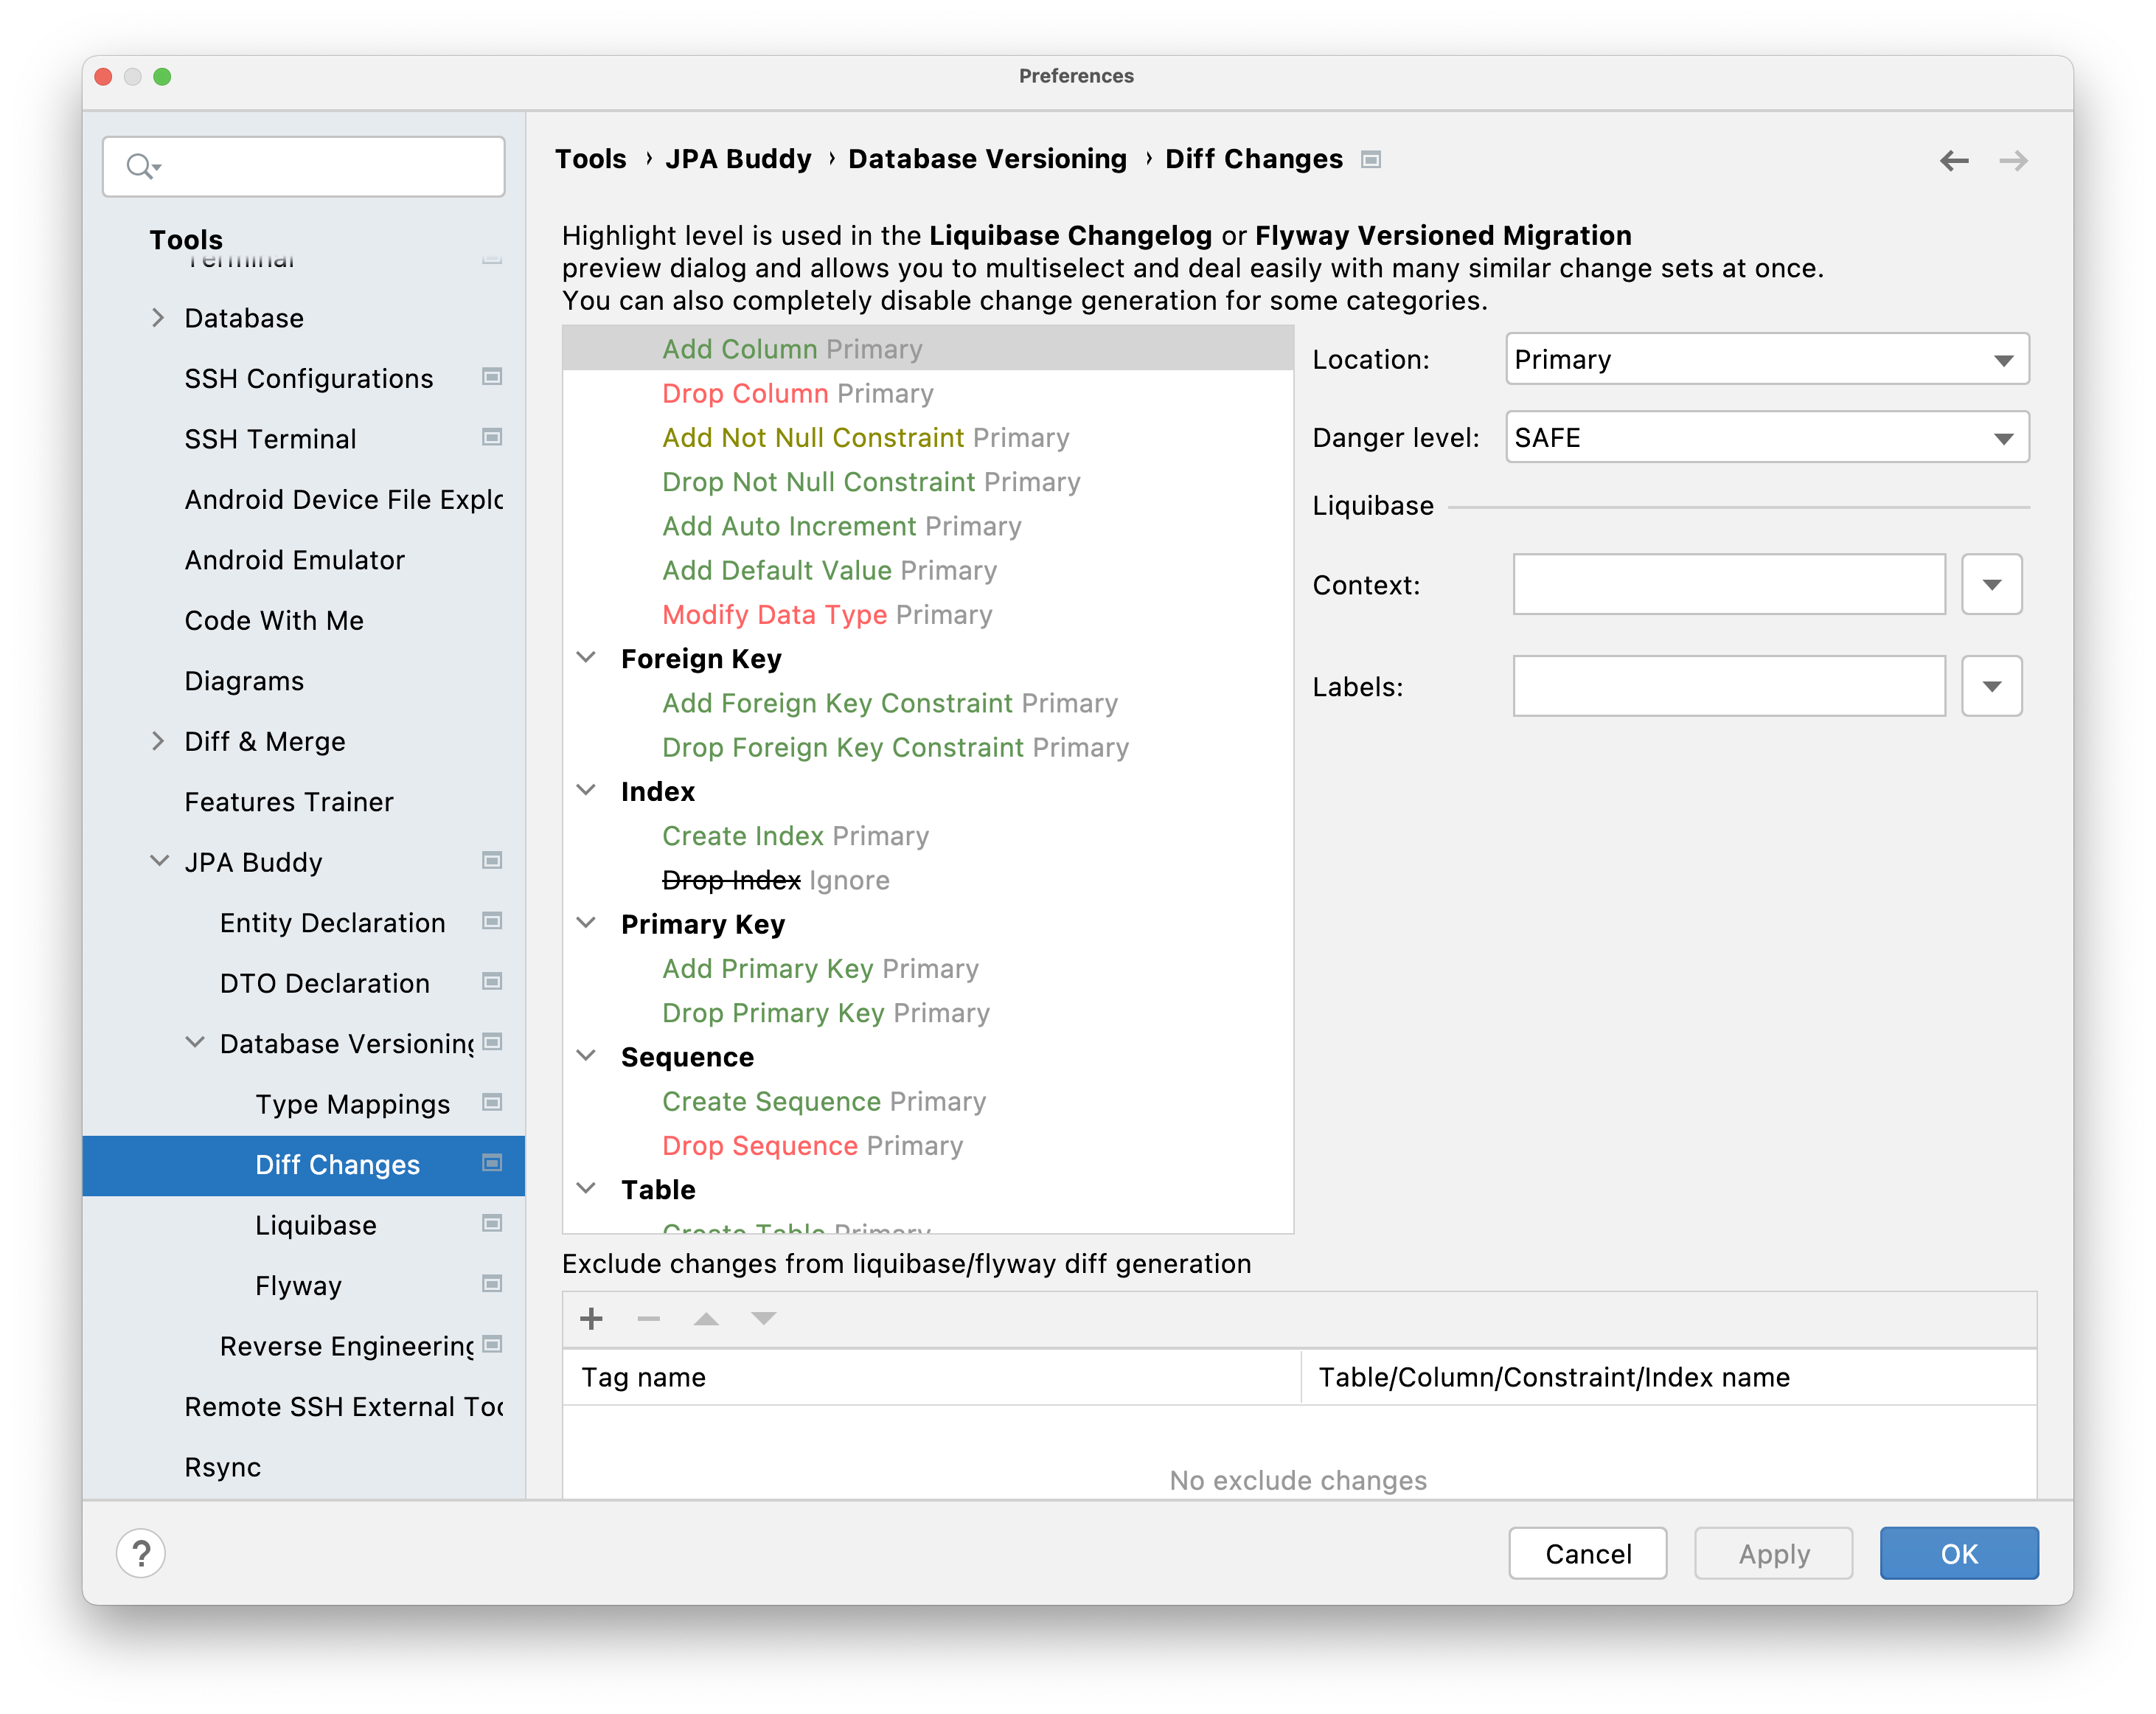 Preferences
Tools
Terminal
Database
SSH Configurations
SSH Terminal
Android Device File Explo
Android Emulator
Code With Me
Diagrams
Diff & Merge
Features Trainer
JPA Buddy
Entity Declaration
DTO Declaration
Database Versioning
Type Mappings
Diff Changes
Liquibase
Flyway
Reverse Engineering
Remote SSH External Too
Rsync
Tools › JPA Buddy › Database Versioning › Diff Changes
Highlight level is used in the Liquibase Changelog or Flyway Versioned Migration
preview dialog and allows you to multiselect and deal easily with many similar change sets at once.
You can also completely disable change generation for some categories.
Add Column Primary
Drop Column Primary
Add Not Null Constraint Primary
Drop Not Null Constraint Primary
Add Auto Increment Primary
Add Default Value Primary
Modify Data Type Primary
Foreign Key
Add Foreign Key Constraint Primary
Drop Foreign Key Constraint Primary
Index
Create Index Primary
Drop Index Ignore
Primary Key
Add Primary Key Primary
Drop Primary Key Primary
Sequence
Create Sequence Primary
Drop Sequence Primary
Table
Create Table Primary
Location: Primary
Danger level: SAFE
Liquibase
Context:
Labels:
Exclude changes from liquibase/flyway diff generation
Tag name Table/Column/Constraint/Index name
No exclude changes
? Cancel Apply OK